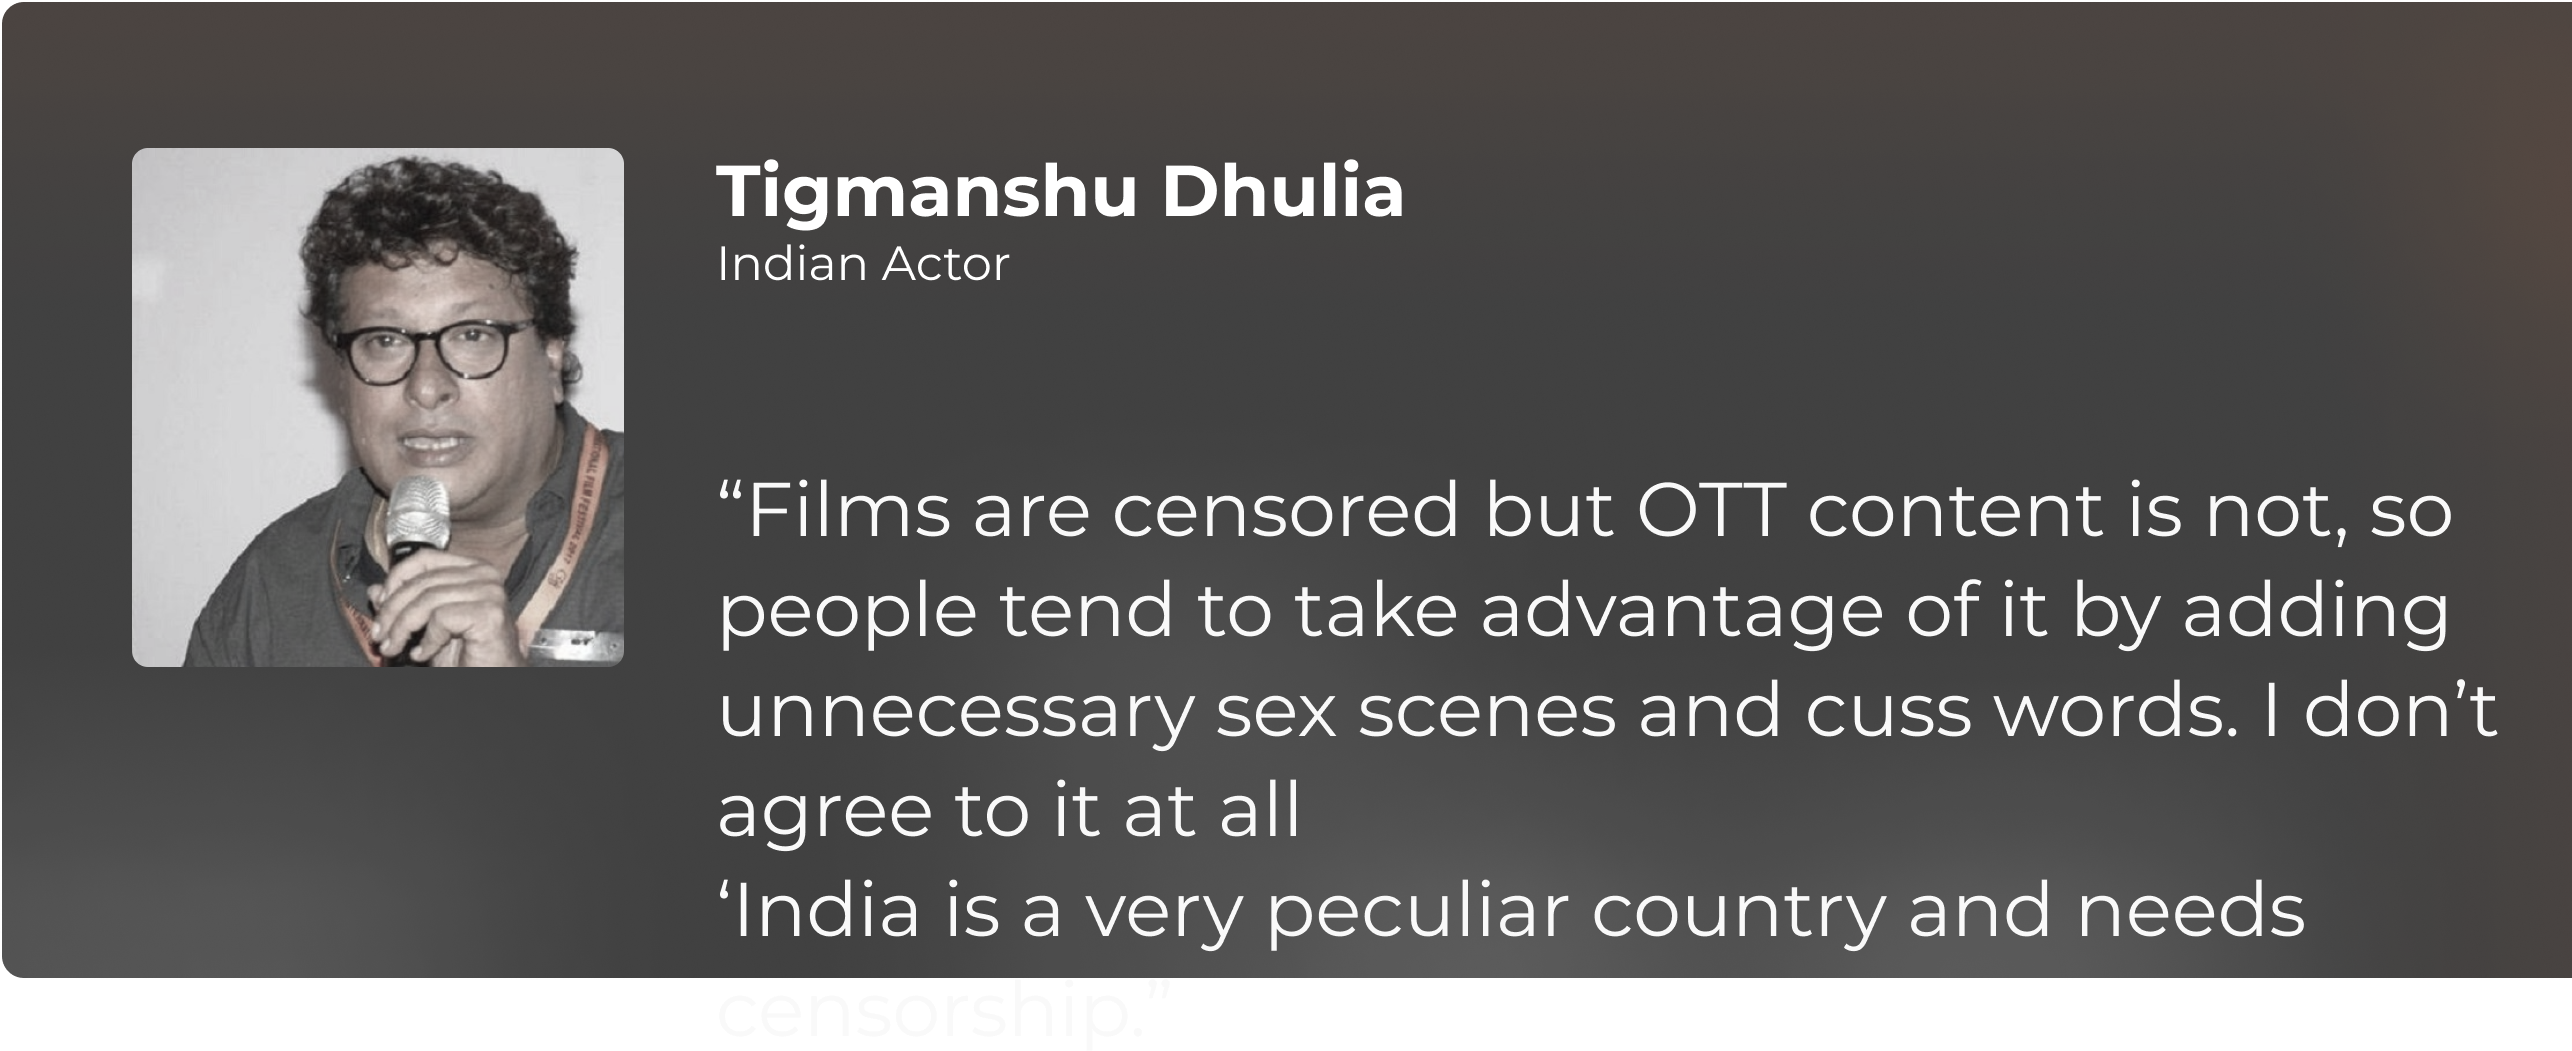 Tigmanshu Dhulia
Indian Actor
“Films are censored but OTT content is not, so
people tend to take advantage of it by adding
unnecessary sex scenes and cuss words. I don’t
agree to it at all
‘India is a very peculiar country and needs
censorship.”